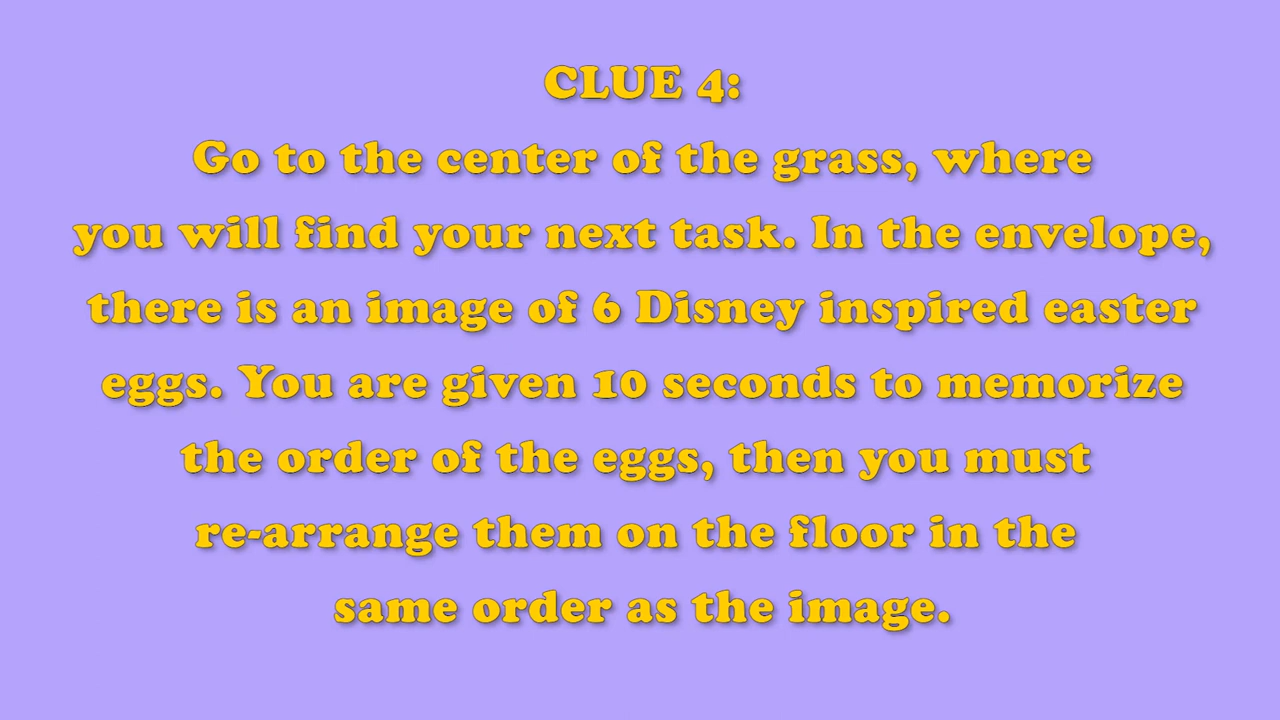 CLUE 4:
Go to the center of the grass, where
you will find your next task. In the envelope,
there is an image of 6 Disney inspired easter
eggs. You are given 10 seconds to memorize
the order of the eggs, then you must
re-arrange them on the floor in the
same order as the image.